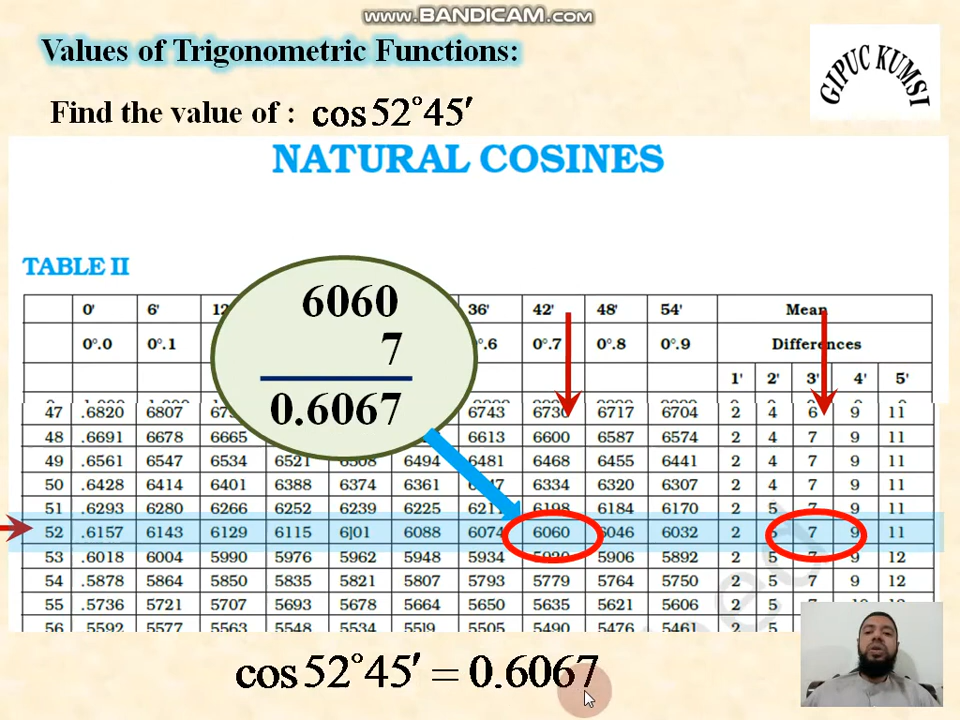 www.BANDICAM.com
Values of Trigonometric Functions:
GIPUC KUMSI
Find the value of : cos52°45′
NATURAL COSINES
TABLE II
6060
7
0.6067
0' 6' 36' 42' 48' 54' Mean
0°.0 0°.1 0°.7 0°.8 0°.9 Differences
1' 2' 3' 4' 5'
47 .6820 6807 6743 6730 6717 6704 2 4 6 9 11
48 .6691 6678 6665 6613 6600 6587 6574 2 4 7 9 11
49 .6561 6547 6534 6521 6508 6494 6481 6468 6455 6441 2 4 7 9 11
50 .6428 6414 6401 6388 6374 6361 6334 6320 6307 2 4 7 9 11
51 .6293 6280 6266 6252 6239 6225 6198 6184 6170 2 5 7 9 11
52 .6157 6143 6129 6115 6101 6088 6074 6060 6046 6032 2 7 9 11
53 .6018 6004 5990 5976 5962 5948 5934 5920 5906 5892 2 5 7 9 12
54 .5878 5864 5850 5835 5821 5807 5793 5779 5764 5750 2 5 7 9 12
55 .5736 5721 5707 5693 5678 5664 5650 5635 5621 5606 2 5 7 10 12
56 .5592 5577 5563 5548 5534 5519 5505 5490 5476 5461 2 5
cos52°45′ = 0.6067